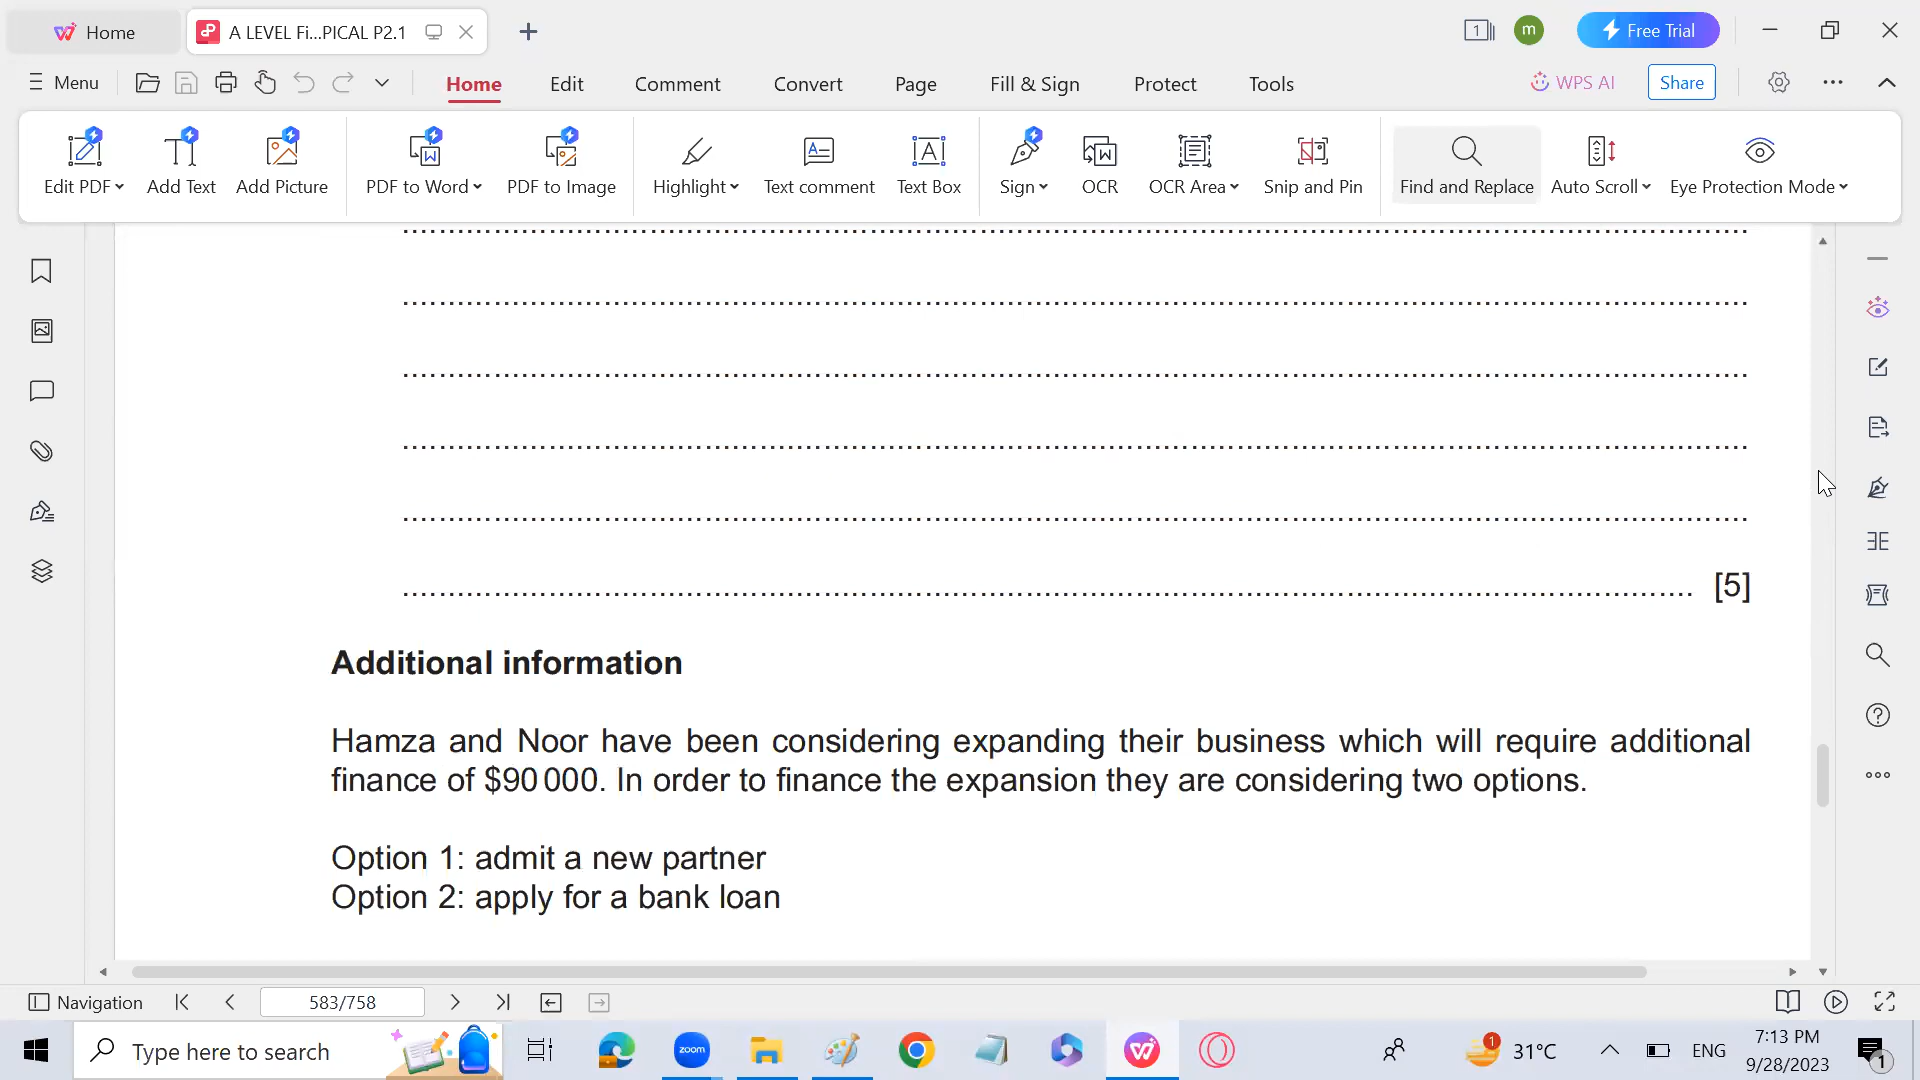 Home
A LEVEL Fi...PICAL P2.1
1
m
Free Trial
Menu
Home
Edit
Comment
Convert
Page
Fill & Sign
Protect
Tools
WPS AI
Share
Edit PDF
Add Text
Add Picture
PDF to Word
PDF to Image
Highlight
Text comment
Text Box
Sign
OCR
OCR Area
Snip and Pin
Find and Replace
Auto Scroll
Eye Protection Mode
[5]
Additional information
Hamza and Noor have been considering expanding their business which will require additional
finance of $90 000. In order to finance the expansion they are considering two options.
Option 1: admit a new partner
Option 2: apply for a bank loan
Navigation
583/758
Type here to search
zoom
1
31°C
ENG
7:13 PM
9/28/2023
1